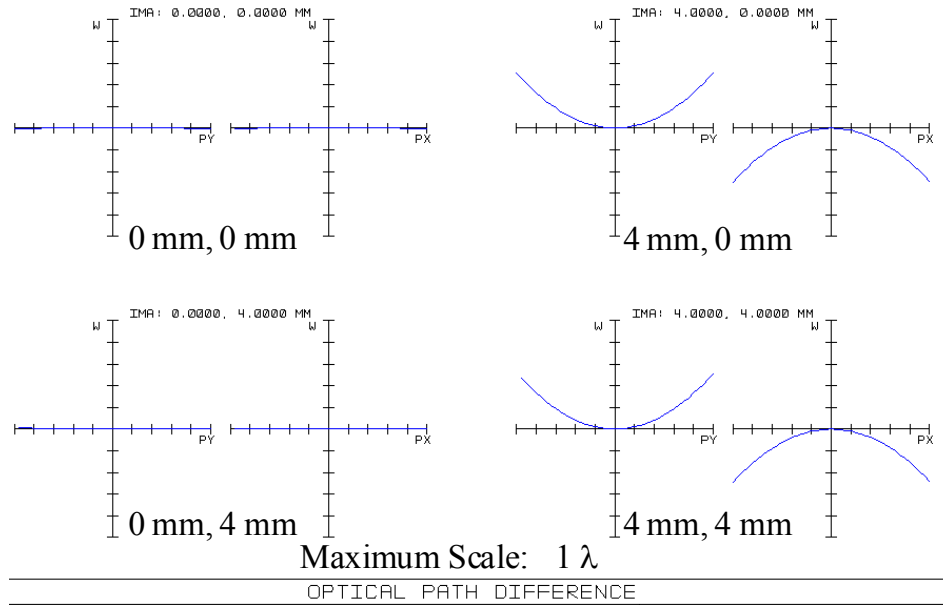 IMA: 0.0000, 0.0000 MM
W
W
PY
PX
0 mm, 0 mm
IMA: 4.0000, 0.0000 MM
W
W
PY
PX
4 mm, 0 mm
IMA: 0.0000, 4.0000 MM
W
W
PY
PX
0 mm, 4 mm
IMA: 4.0000, 4.0000 MM
W
W
PY
PX
4 mm, 4 mm
Maximum Scale: 1 λ
OPTICAL PATH DIFFERENCE